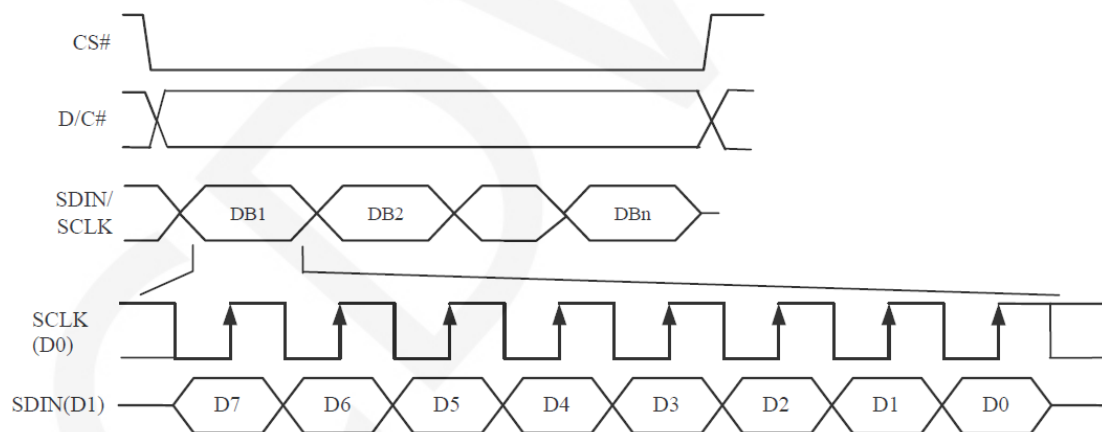 CS#
D/C#
SDIN/
SCLK
DB1 DB2 DBn
SCLK
(D0)
SDIN(D1) D7 D6 D5 D4 D3 D2 D1 D0